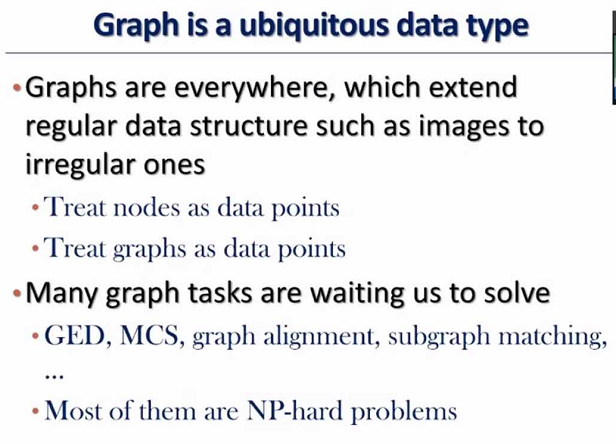 Graph is a ubiquitous data type
•Graphs are everywhere, which extend
regular data structure such as images to
irregular ones
•Treat nodes as data points
•Treat graphs as data points
•Many graph tasks are waiting us to solve
•GED, MCS, graph alignment, subgraph matching,
...
•Most of them are NP-hard problems